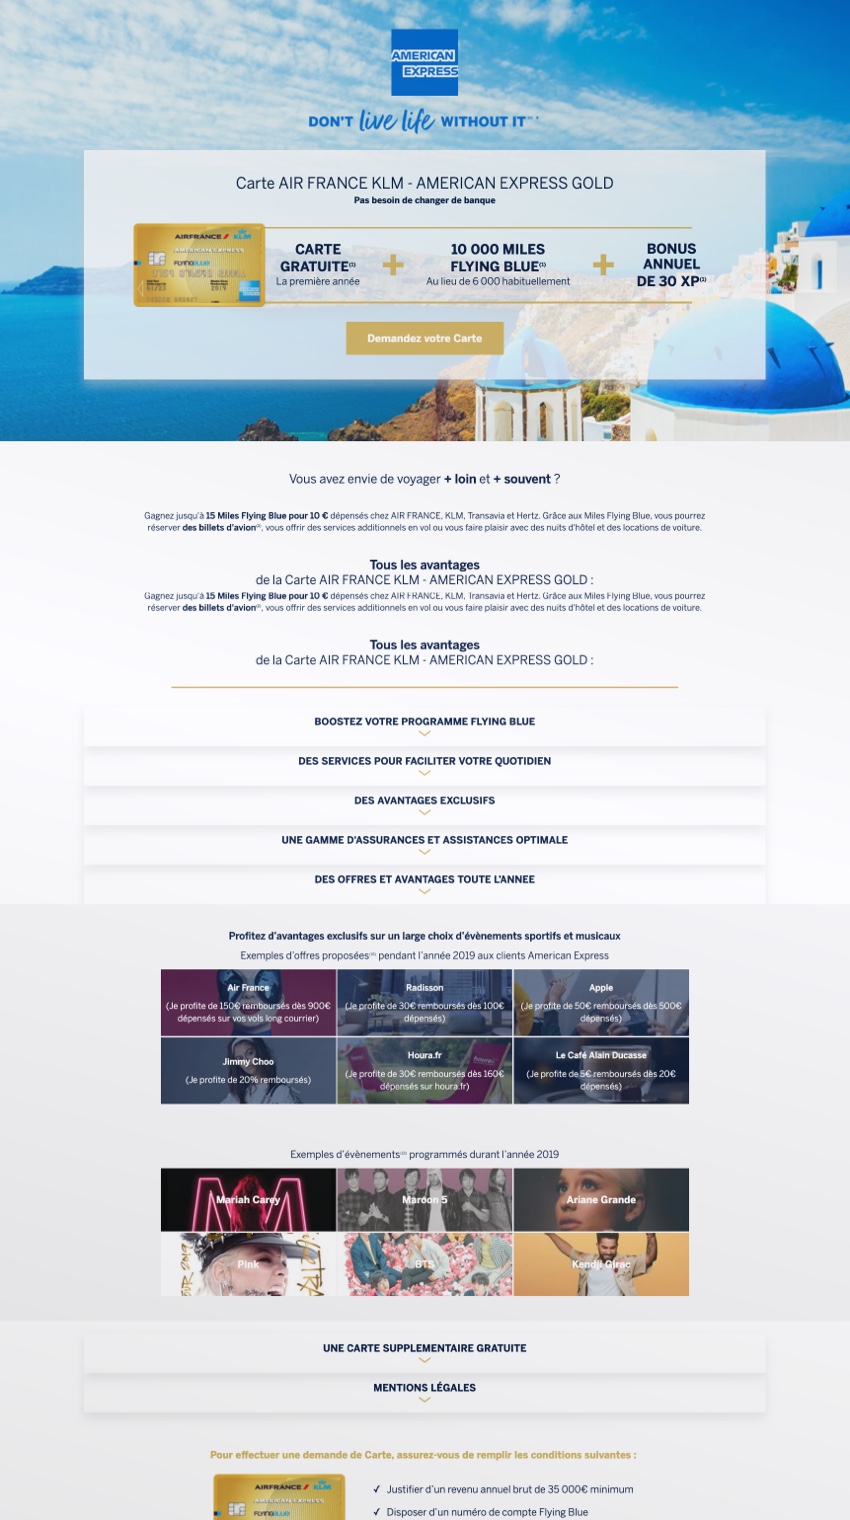 AMERICAN
EXPRESS
DON'T live life WITHOUT IT™
Carte AIR FRANCE KLM - AMERICAN EXPRESS GOLD
Pas besoin de changer de banque
AIRFRANCE KLM
AMERICAN EXPRESS
FLYINGBLUE
CARTE
GRATUITE(1)
La première année
10 000 MILES
FLYING BLUE(1)
Au lieu de 6 000 habituellement
BONUS
ANNUEL
DE 30 XP(1)
Demandez votre Carte
Vous avez envie de voyager + loin et + souvent ?
Gagnez jusqu'à 15 Miles Flying Blue pour 10 € dépensés chez AIR FRANCE, KLM, Transavia et Hertz. Grâce aux Miles Flying Blue, vous pourrez
réserver des billets d'avion, vous offrir des services additionnels en vol ou vous faire plaisir avec des nuits d'hôtel et des locations de voiture.
Tous les avantages
de la Carte AIR FRANCE KLM - AMERICAN EXPRESS GOLD :
Gagnez jusqu'à 15 Miles Flying Blue pour 10 € dépensés chez AIR FRANCE, KLM, Transavia et Hertz. Grâce aux Miles Flying Blue, vous pourrez
réserver des billets d'avion, vous offrir des services additionnels en vol ou vous faire plaisir avec des nuits d'hôtel et des locations de voiture.
Tous les avantages
de la Carte AIR FRANCE KLM - AMERICAN EXPRESS GOLD :
BOOSTEZ VOTRE PROGRAMME FLYING BLUE
DES SERVICES POUR FACILITER VOTRE QUOTIDIEN
DES AVANTAGES EXCLUSIFS
UNE GAMME D'ASSURANCES ET ASSISTANCES OPTIMALE
DES OFFRES ET AVANTAGES TOUTE L'ANNEE
Profitez d'avantages exclusifs sur un large choix d'évènements sportifs et musicaux
Exemples d'offres proposées pendant l'année 2019 aux clients American Express
Air France
(Je profite de 150€ remboursés dès 900€
dépensés sur vos vols long courrier)
Radisson
(Je profite de 30€ remboursés dès 100€
dépensés)
Apple
(Je profite de 50€ remboursés dès 500€
dépensés)
Jimmy Choo
(Je profite de 20% remboursés)
Houra.fr
(Je profite de 30€ remboursés dès 160€
dépensés sur houra.fr)
Le Café Alain Ducasse
(Je profite de 5€ remboursés dès 20€
dépensés)
Exemples d'évènements programmés durant l'année 2019
Mariah Carey
Maroon 5
Ariane Grande
Pink
BTS
Kendji Girac
UNE CARTE SUPPLEMENTAIRE GRATUITE
MENTIONS LÉGALES
Pour effectuer une demande de Carte, assurez-vous de remplir les conditions suivantes :
AIRFRANCE KLM
AMERICAN EXPRESS
FLYINGBLUE
✓ Justifier d'un revenu annuel brut de 35 000€ minimum
✓ Disposer d'un numéro de compte Flying Blue